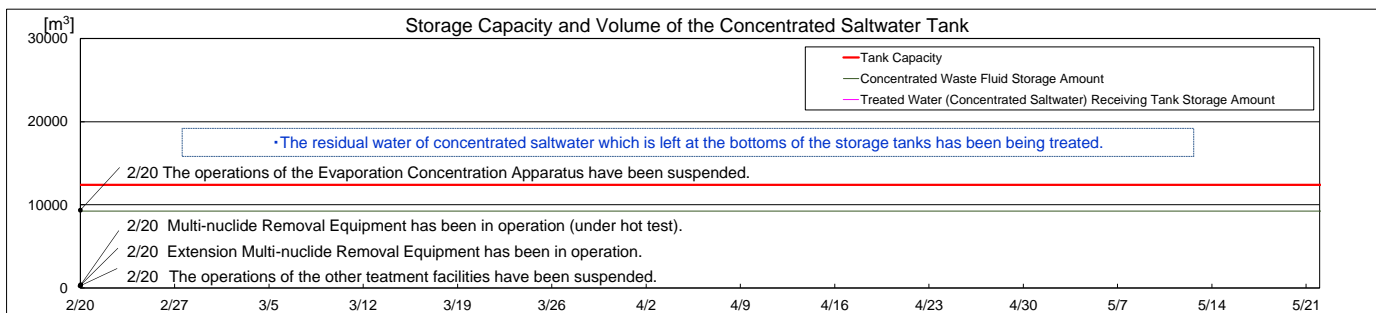 [m³]
Storage Capacity and Volume of the Concentrated Saltwater Tank
30000
Tank Capacity
Concentrated Waste Fluid Storage Amount
Treated Water (Concentrated Saltwater) Receiving Tank Storage Amount
20000
・The residual water of concentrated saltwater which is left at the bottoms of the storage tanks has been being treated.
2/20 The operations of the Evaporation Concentration Apparatus have been suspended.
10000
2/20 Multi-nuclide Removal Equipment has been in operation (under hot test).
2/20 Extension Multi-nuclide Removal Equipment has been in operation.
2/20 The operations of the other teatment facilities have been suspended.
0
2/20 2/27 3/5 3/12 3/19 3/26 4/2 4/9 4/16 4/23 4/30 5/7 5/14 5/21